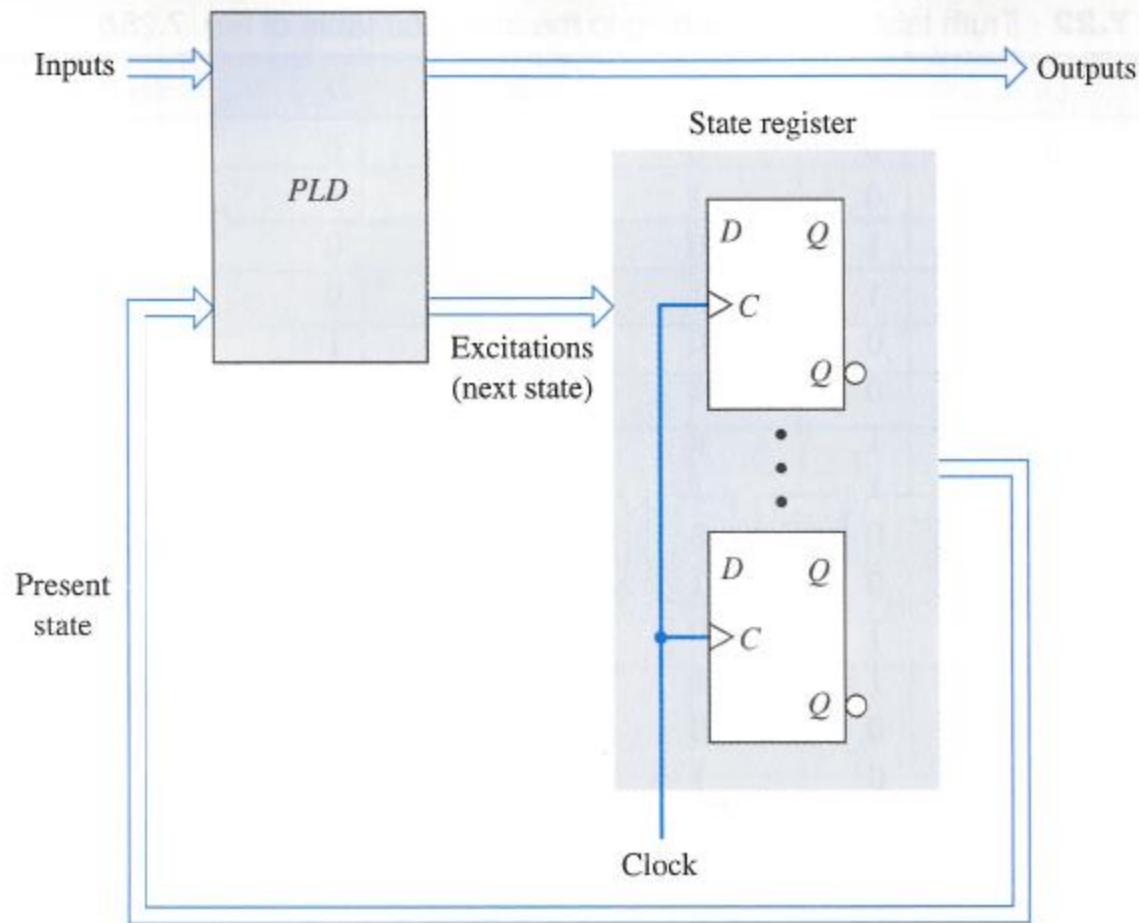 Inputs
Outputs
State register
PLD
D Q
C
Q
Excitations
(next state)
D Q
C
Q
Present
state
Clock